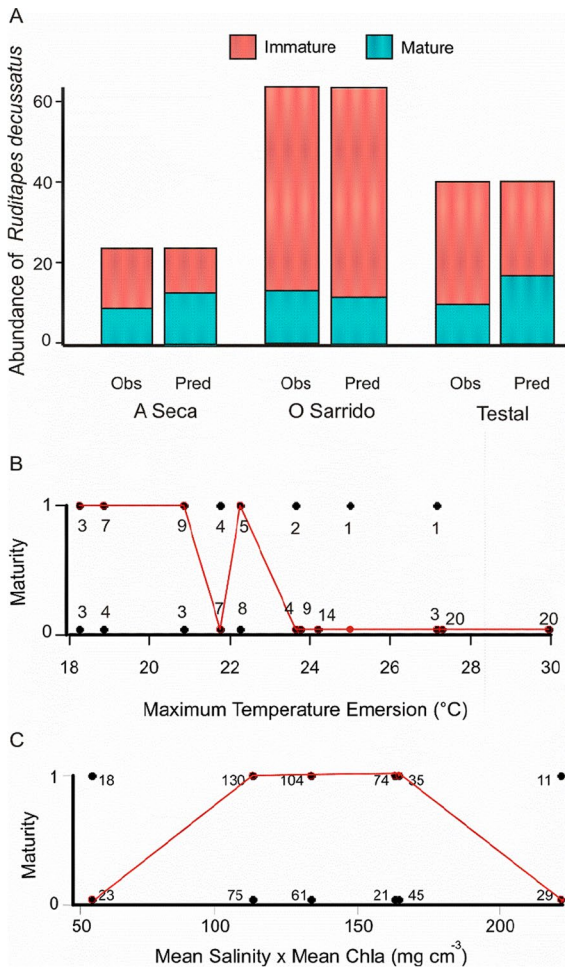 A
Immature Mature
Abundance of Ruditapes decussatus
60
40
20
0
Obs Pred Obs Pred Obs Pred
A Seca O Sarrido Testal
B
Maturity
1
3 7 9 4 5 2 1 1
3 4 3 7 8 4 9 14 3 20 20
0
18 20 22 24 26 28 30
Maximum Temperature Emersion (°C)
C
Maturity
1
18 130 104 74 35 11
23 75 61 21 45 29
0
50 100 150 200
Mean Salinity x Mean Chla (mg cm⁻³)